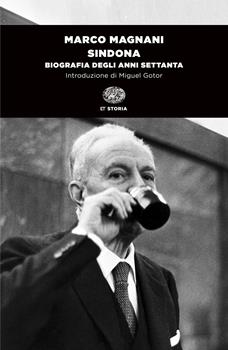 MARCO MAGNANI
SINDONA
BIOGRAFIA DEGLI ANNI SETTANTA
Introduzione di Miguel Gotor
ET STORIA